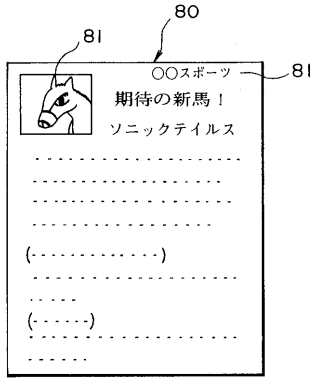 81
80
○○スポーツ
81
期待の新馬!
ソニックテイルス
(- - - - - - - - - - - - -)
(- - - - - -)